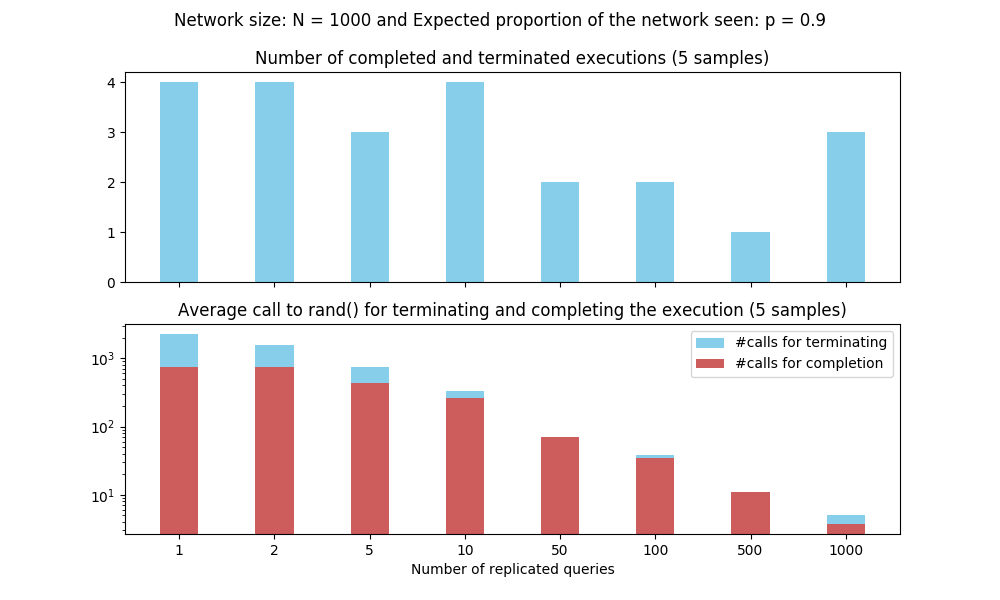 Network size: N = 1000 and Expected proportion of the network seen: p = 0.9
Number of completed and terminated executions (5 samples)
4
3
2
1
0
Average call to rand() for terminating and completing the execution (5 samples)
#calls for terminating
#calls for completion
10³
10²
10¹
1 2 5 10 50 100 500 1000
Number of replicated queries